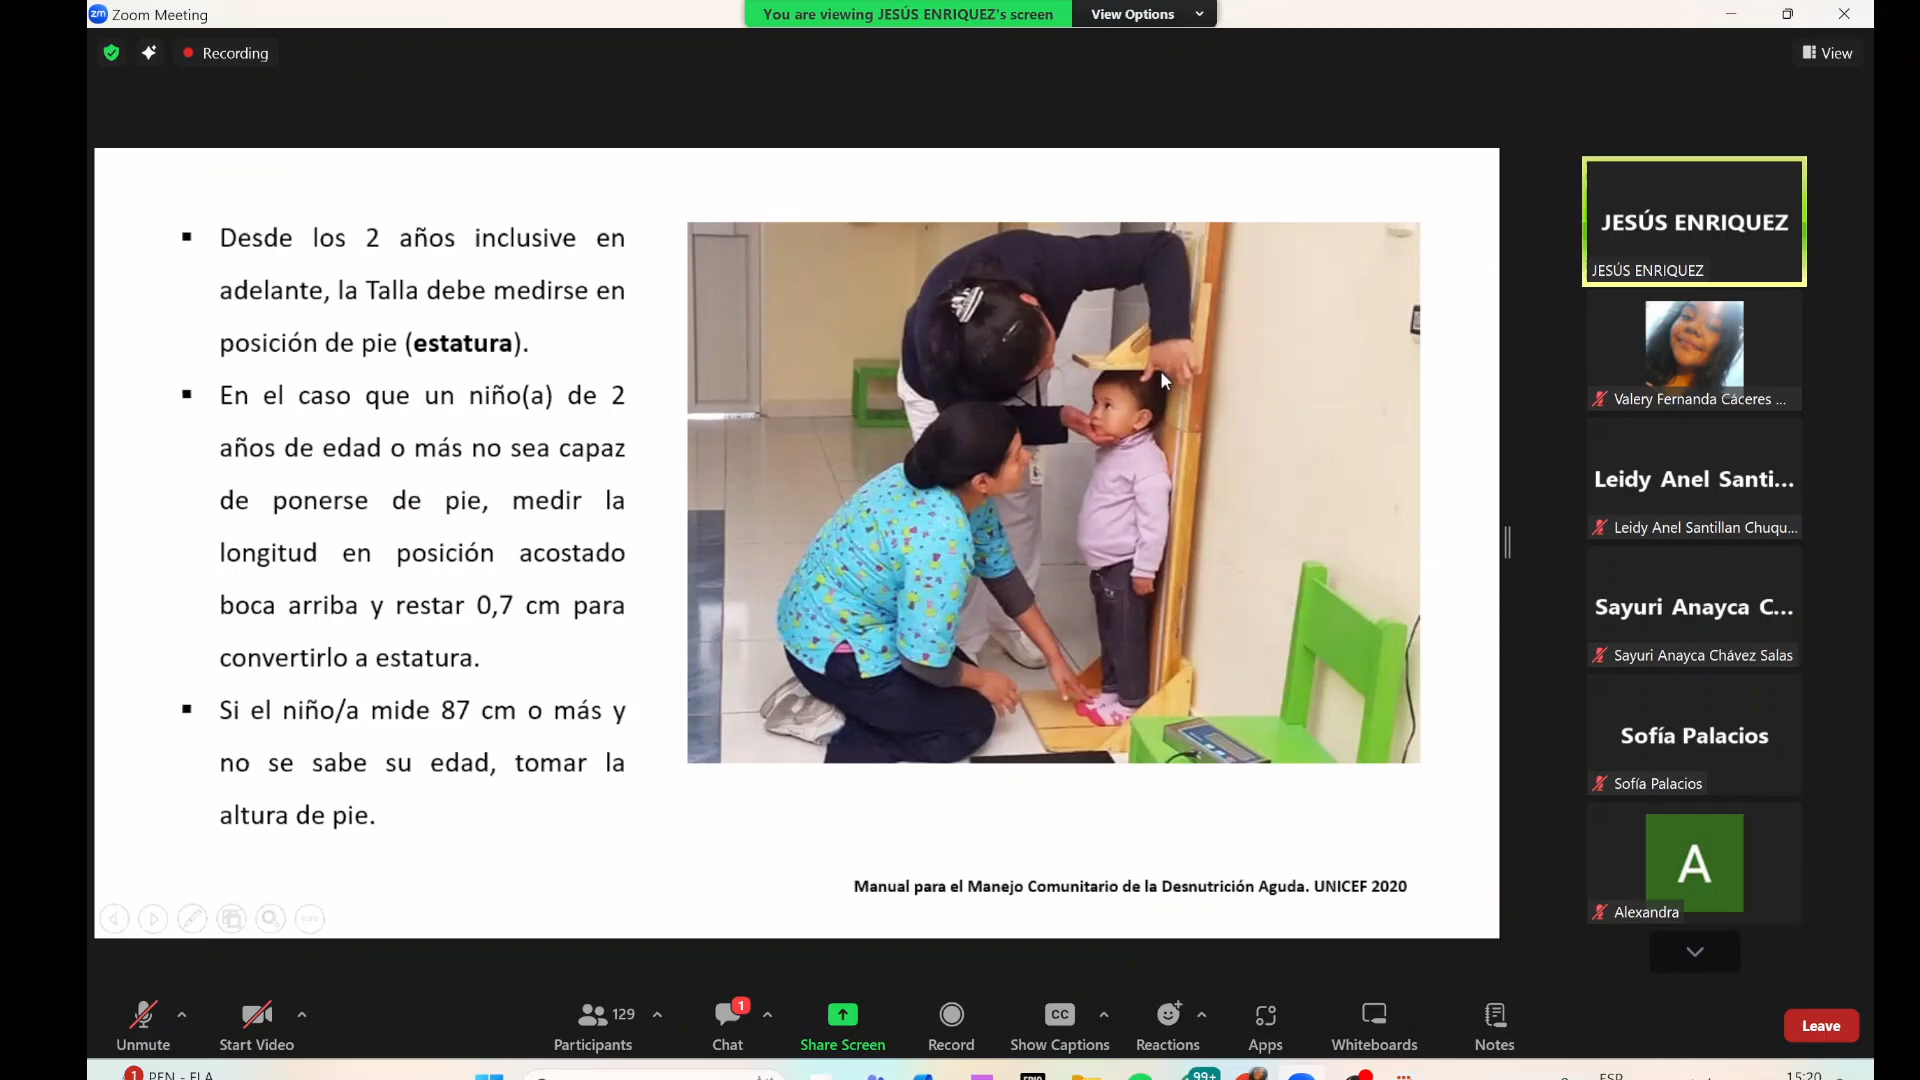 Zoom Meeting
You are viewing JESÚS ENRIQUEZ's screen
View Options
Recording
View
Desde los 2 años inclusive en
adelante, la Talla debe medirse en
posición de pie (estatura).
En el caso que un niño(a) de 2
años de edad o más no sea capaz
de ponerse de pie, medir la
longitud en posición acostado
boca arriba y restar 0,7 cm para
convertirlo a estatura.
Si el niño/a mide 87 cm o más y
no se sabe su edad, tomar la
altura de pie.
Manual para el Manejo Comunitario de la Desnutrición Aguda. UNICEF 2020
JESÚS ENRIQUEZ
JESÚS ENRIQUEZ
Valery Fernanda Cáceres ...
Leidy Anel Santi...
Leidy Anel Santillan Chuqu...
Sayuri Anayca C...
Sayuri Anayca Chávez Salas
Sofía Palacios
Sofía Palacios
A
Alexandra
Unmute
Start Video
129
Participants
1
Chat
Share Screen
Record
CC
Show Captions
Reactions
Apps
Whiteboards
Notes
Leave
1
99+
ESP
15:20